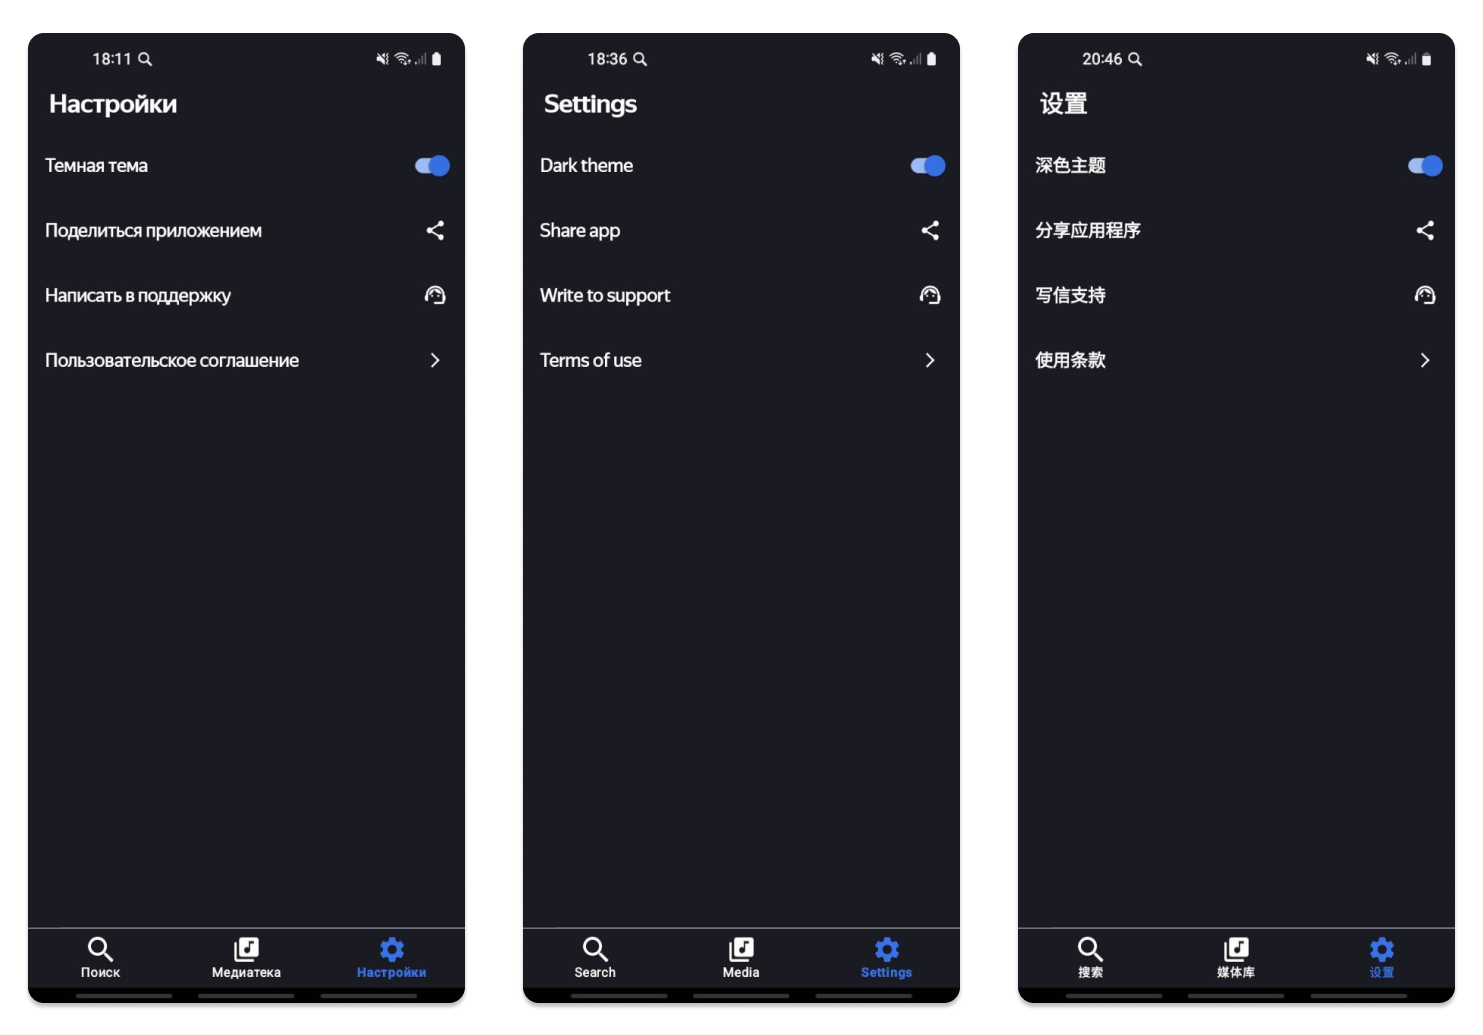 18:11
Настройки
Темная тема
Поделиться приложением
Написать в поддержку
Пользовательское соглашение
Поиск
Медиатека
Настройки
18:36
Settings
Dark theme
Share app
Write to support
Terms of use
Search
Media
Settings
20:46
设置
深色主题
分享应用程序
写信支持
使用条款
搜索
媒体库
设置